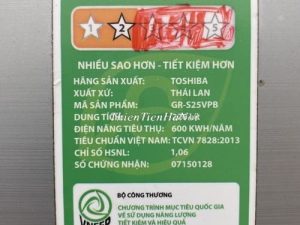 1 2 5
NHIỀU SAO HƠN - TIẾT KIỆM HƠN
HÃNG SẢN XUẤT: TOSHIBA
XUẤT XỨ: THÁI LAN
MÃ SẢN PHẨM: GR-S25VPB
DUNG TÍCH:
ĐIỆN NĂNG TIÊU THỤ: 600 KWH/NĂM
TIÊU CHUẨN VIỆT NAM: TCVN 7828:2013
CHỈ SỐ HSNL: 1,06
SỐ CHỨNG NHẬN: 07150128
BỘ CÔNG THƯƠNG
CHƯƠNG TRÌNH MỤC TIÊU QUỐC GIA
VỀ SỬ DỤNG NĂNG LƯỢNG
TIẾT KIỆM VÀ HIỆU QUẢ
VNEEP